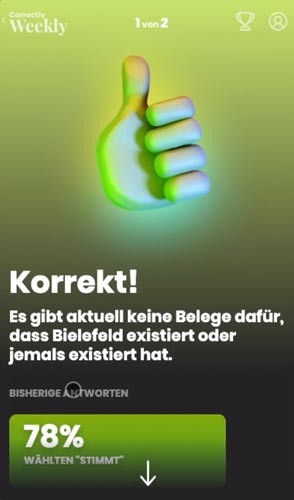 Correctiv
Weekly
1 von 2
Korrekt!
Es gibt aktuell keine Belege dafür,
dass Bielefeld existiert oder
jemals existiert hat.
BISHERIGE ANTWORTEN
78%
WÄHLTEN "STIMMT"